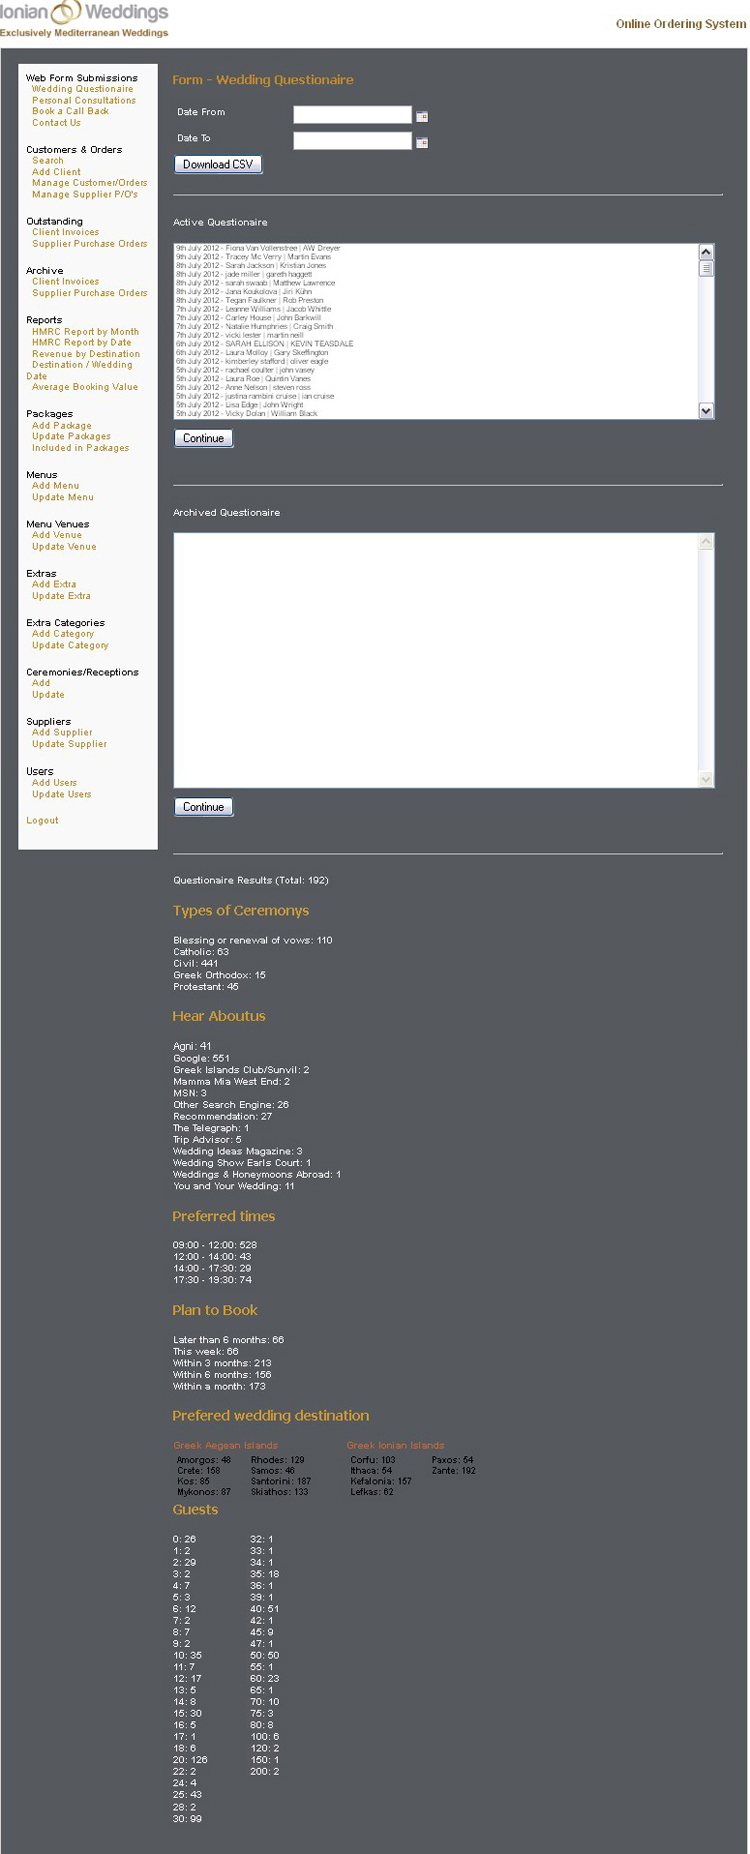 Ionian Weddings
Exclusively Mediterranean Weddings
Online Ordering System
Web Form Submissions
Wedding Questionaire
Personal Consultations
Book a Call Back
Contact Us
Customers & Orders
Search
Add Client
Manage Customer/Orders
Manage Supplier P/O's
Outstanding
Client Invoices
Supplier Purchase Orders
Archive
Client Invoices
Supplier Purchase Orders
Reports
HMRC Report by Month
HMRC Report by Date
Revenue by Destination
Destination / Wedding
Date
Average Booking Value
Packages
Add Package
Update Packages
Included in Packages
Menus
Add Menu
Update Menu
Menu Venues
Add Venue
Update Venue
Extras
Add Extra
Update Extra
Extra Categories
Add Category
Update Category
Ceremonies/Receptions
Add
Update
Suppliers
Add Supplier
Update Supplier
Users
Add Users
Update Users
Logout
Form - Wedding Questionaire
Date From
Date To
Download CSV
Active Questionaire
9th July 2012 - Fiona Van Vollenstree | AW Dreyer
9th July 2012 - Tracey Mc Verry | Martin Evans
8th July 2012 - Sarah Jackson | Kristian Jones
8th July 2012 - jade miller | gareth haggett
8th July 2012 - sarah swaab | Matthew Lawrence
8th July 2012 - Jana Koukolova | Jiri Kühn
8th July 2012 - Tegan Faulkner | Rob Preston
7th July 2012 - Leanne Williams | Jacob Whittle
7th July 2012 - Carley House | John Barkwill
7th July 2012 - Natalie Humphries | Craig Smith
7th July 2012 - vicki lester | martin neill
6th July 2012 - SARAH ELLISON | KEVIN TEASDALE
6th July 2012 - Laura Molloy | Gary Skeffington
6th July 2012 - kimberley stafford | oliver eagle
5th July 2012 - rachael coulter | john vasey
5th July 2012 - Laura Roe | Quintin Vanes
5th July 2012 - Anne Nelson | steven ross
5th July 2012 - justina rambini cruise | ian cruise
5th July 2012 - Lisa Edge | John Wright
5th July 2012 - Vicky Dolan | William Black
Continue
Archived Questionaire
Continue
Questionaire Results (Total: 192)
Types of Ceremonys
Blessing or renewal of vows: 110
Catholic: 63
Civil: 441
Greek Orthodox: 15
Protestant: 45
Hear Aboutus
Agni: 41
Google: 551
Greek Islands Club/Sunvil: 2
Mamma Mia West End: 2
MSN: 3
Other Search Engine: 26
Recommendation: 27
The Telegraph: 1
Trip Advisor: 5
Wedding Ideas Magazine: 3
Wedding Show Earls Court: 1
Weddings & Honeymoons Abroad: 1
You and Your Wedding: 11
Preferred times
09:00 - 12:00: 528
12:00 - 14:00: 43
14:00 - 17:30: 29
17:30 - 19:30: 74
Plan to Book
Later than 6 months: 66
This week: 66
Within 3 months: 213
Within 6 months: 156
Within a month: 173
Prefered wedding destination
Greek Aegean Islands Greek Ionian Islands
Amorgos: 48 Rhodes: 129 Corfu: 103 Paxos: 54
Crete: 158 Samos: 46 Ithaca: 54 Zante: 192
Kos: 85 Santorini: 187 Kefalonia: 157
Mykonos: 87 Skiathos: 133 Lefkas: 62
Guests
0: 26 32: 1
1: 2 33: 1
2: 29 34: 1
3: 2 35: 18
4: 7 36: 1
5: 3 39: 1
6: 12 40: 51
7: 2 42: 1
8: 7 45: 9
9: 2 47: 1
10: 35 50: 50
11: 7 55: 1
12: 17 60: 23
13: 5 65: 1
14: 8 70: 10
15: 30 75: 3
16: 5 80: 8
17: 1 100: 6
18: 6 120: 2
20: 126 150: 1
22: 2 200: 2
24: 4
25: 43
28: 2
30: 99